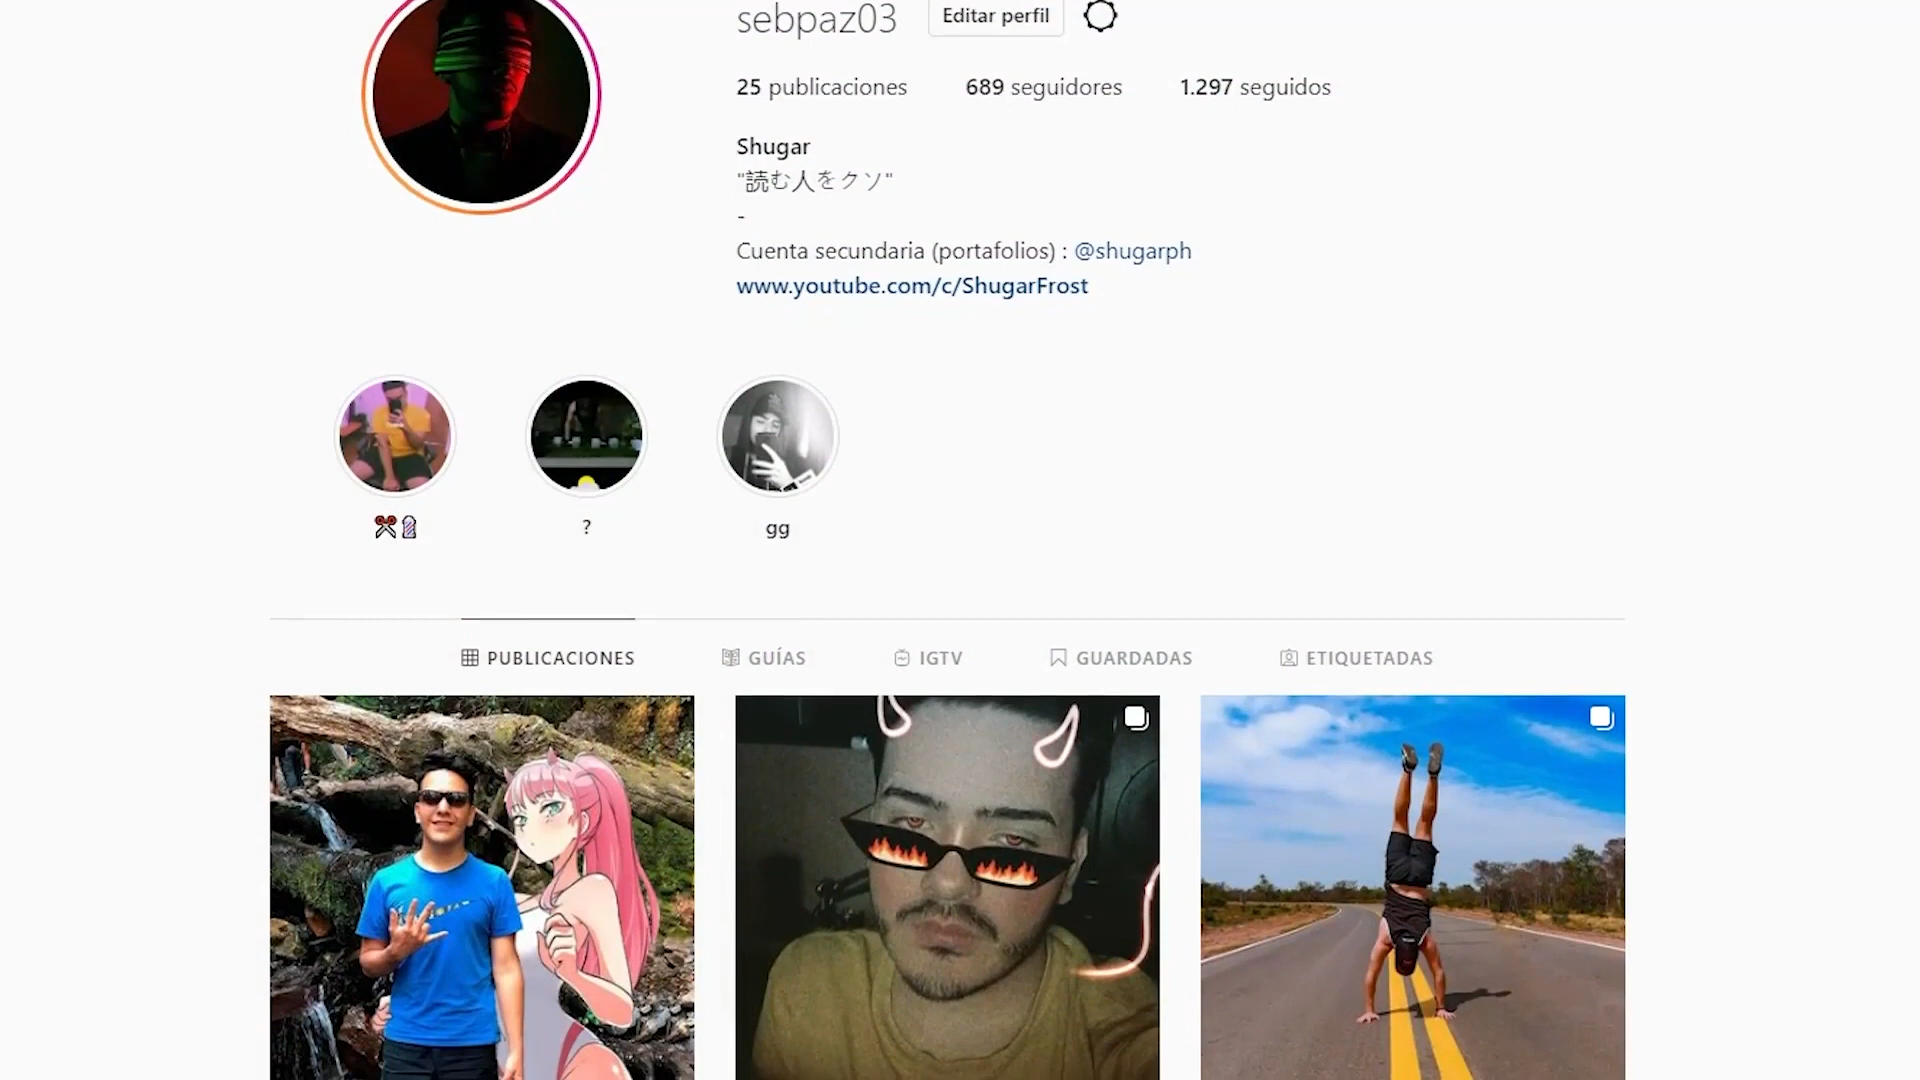 sebpaz03 Editar perfil
25 publicaciones 689 seguidores 1.297 seguidos
Shugar
"読む人をクソ"
-
Cuenta secundaria (portafolios) : @shugarph
www.youtube.com/c/ShugarFrost
? gg
PUBLICACIONES GUÍAS IGTV GUARDADAS ETIQUETADAS